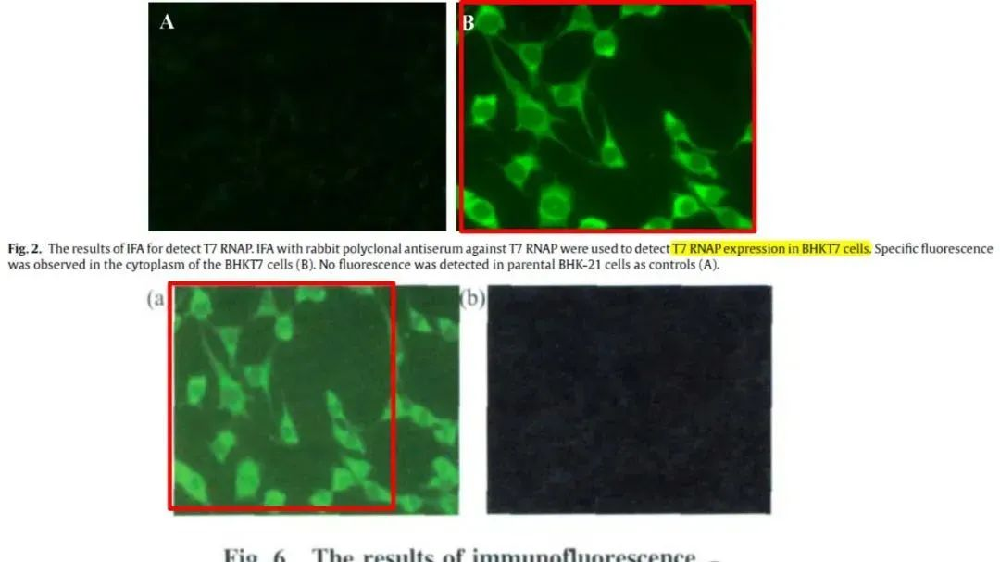 A
B
Fig. 2. The results of IFA for detect T7 RNAP. IFA with rabbit polyclonal antiserum against T7 RNAP were used to detect T7 RNAP expression in BHKT7 cells. Specific fluorescence
was observed in the cytoplasm of the BHKT7 cells (B). No fluorescence was detected in parental BHK-21 cells as controls (A).
(a)
(b)
Fig. 6 The results of immunofluorescence